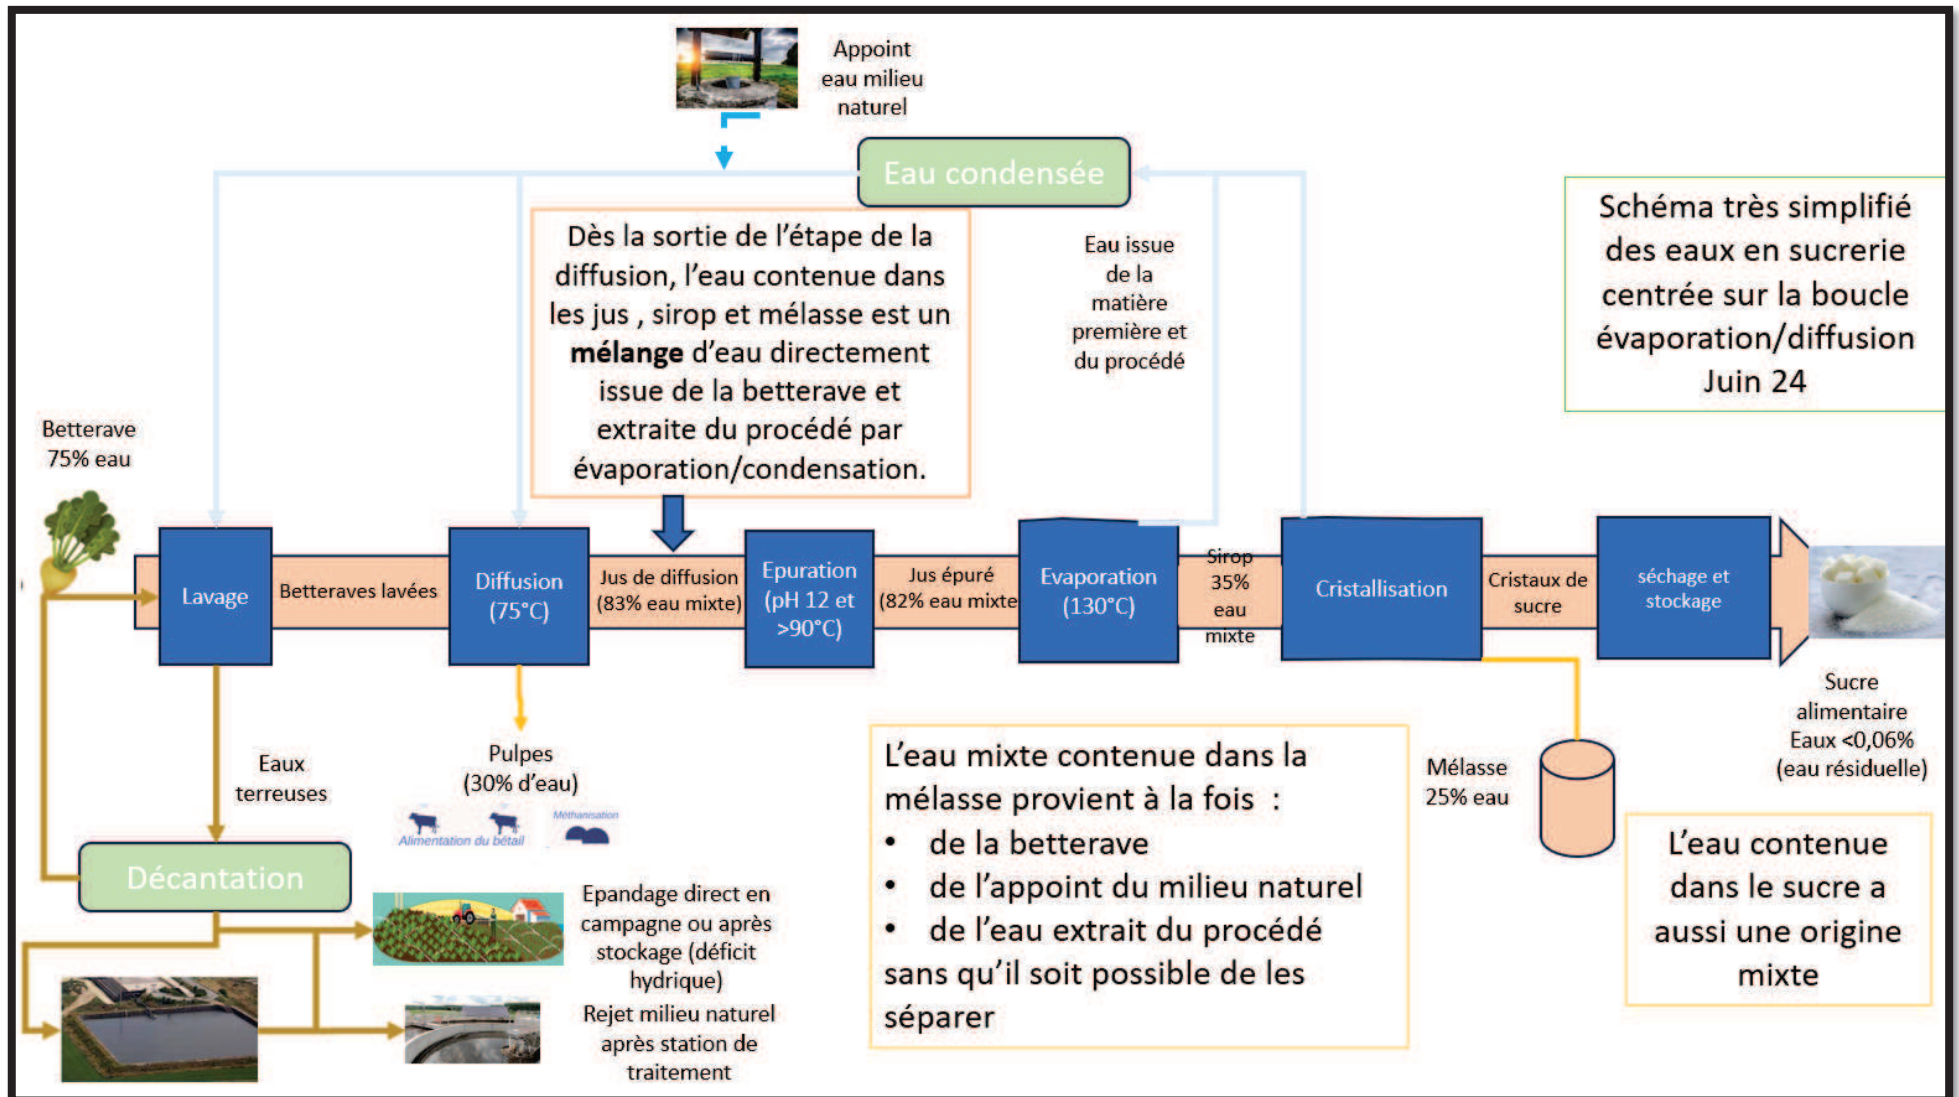 Appoint
eau milieu
naturel
Eau condensée
Schéma très simplifié
des eaux en sucrerie
centrée sur la boucle
évaporation/diffusion
Juin 24
Dès la sortie de l’étape de la
diffusion, l’eau contenue dans
les jus , sirop et mélasse est un
mélange d’eau directement
issue de la betterave et
extraite du procédé par
évaporation/condensation.
Eau issue
de la
matière
première et
du procédé
Betterave
75% eau
Lavage
Betteraves lavées
Diffusion
(75°C)
Jus de diffusion
(83% eau mixte)
Epuration
(pH 12 et
>90°C)
Jus épuré
(82% eau mixte
Evaporation
(130°C)
Sirop
35%
eau
mixte
Cristallisation
Cristaux de
sucre
séchage et
stockage
Sucre
alimentaire
Eaux <0,06%
(eau résiduelle)
Eaux
terreuses
Pulpes
(30% d’eau)
Alimentation du bétail
Méthanisation
Décantation
Epandage direct en
campagne ou après
stockage (déficit
hydrique)
Rejet milieu naturel
après station de
traitement
L’eau mixte contenue dans la
mélasse provient à la fois :
• de la betterave
• de l’appoint du milieu naturel
• de l’eau extrait du procédé
sans qu’il soit possible de les
séparer
Mélasse
25% eau
L’eau contenue
dans le sucre a
aussi une origine
mixte